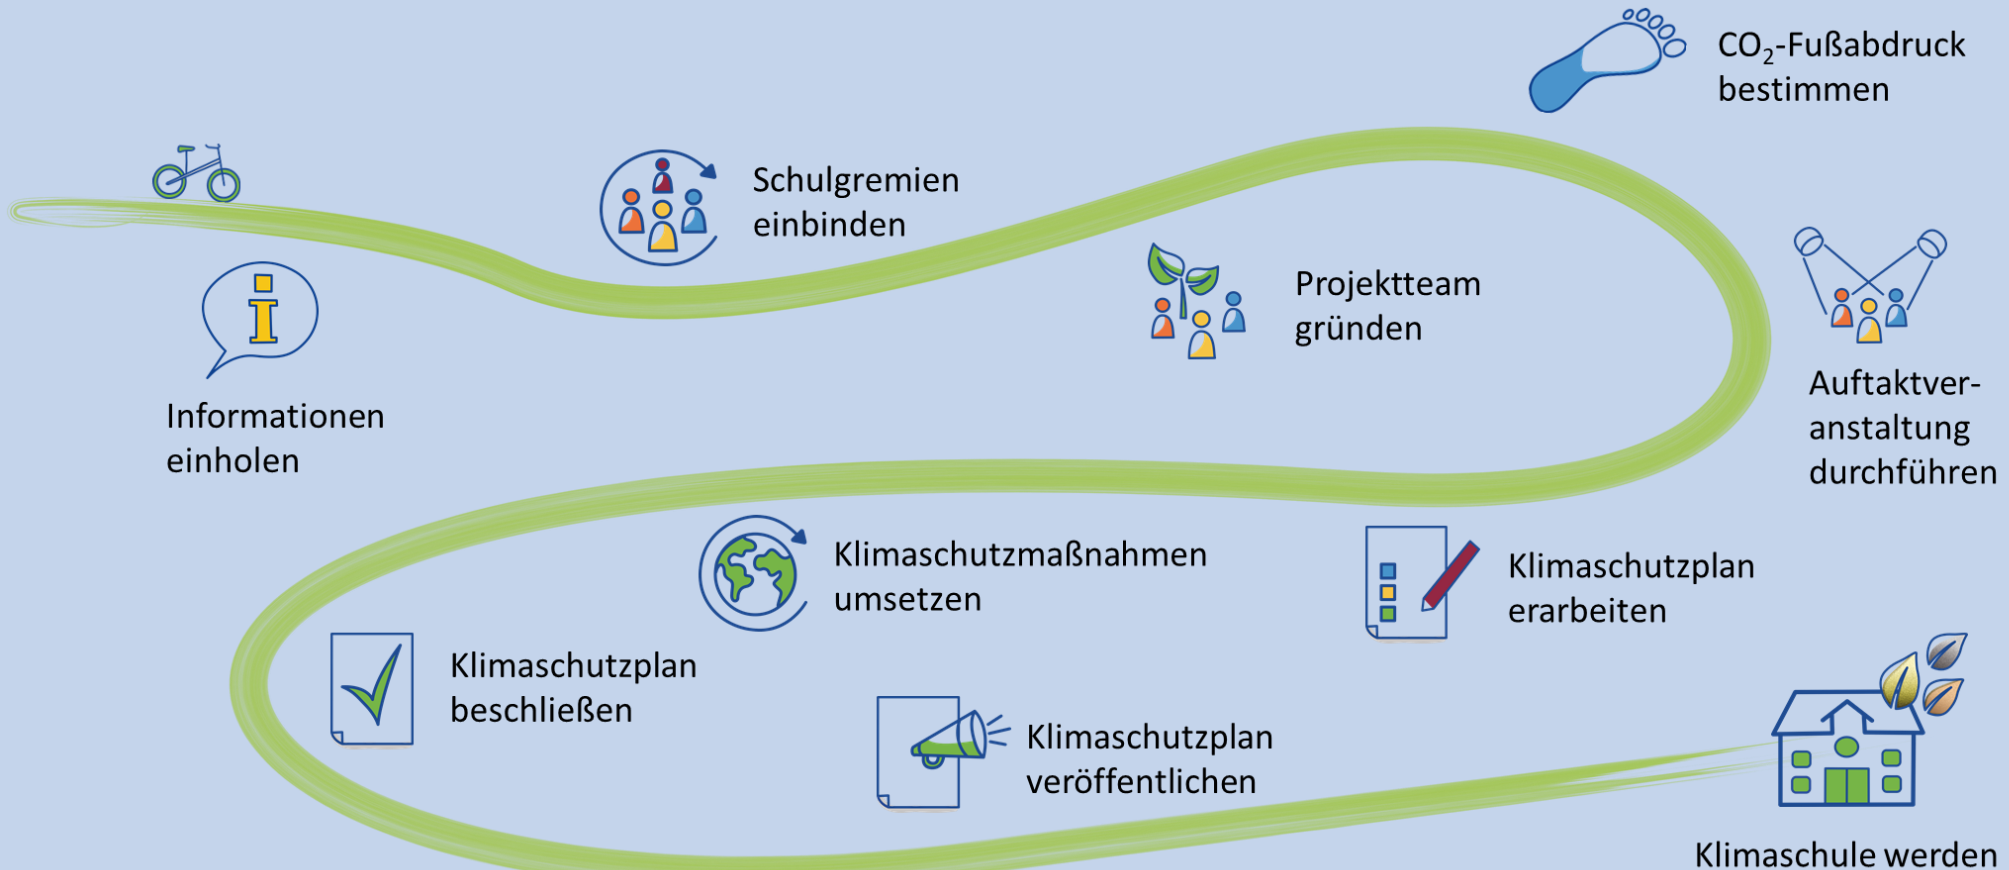 CO₂-Fußabdruck
bestimmen
Schulgremien
einbinden
Projektteam
gründen
Informationen
einholen
Auftaktver-
anstaltung
durchführen
Klimaschutzmaßnahmen
umsetzen
Klimaschutzplan
erarbeiten
Klimaschutzplan
beschließen
Klimaschutzplan
veröffentlichen
Klimaschule werden